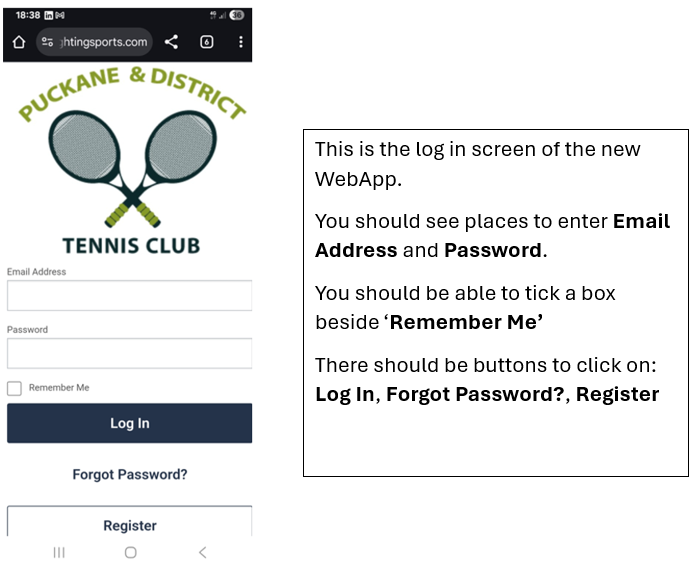 18:38
4G
36
htingsports.com
6
PUCKANE & DISTRICT
TENNIS CLUB
Email Address
Password
Remember Me
Log In
Forgot Password?
Register
This is the log in screen of the new
WebApp.
You should see places to enter Email
Address and Password.
You should be able to tick a box
beside ‘Remember Me’
There should be buttons to click on:
Log In, Forgot Password?, Register